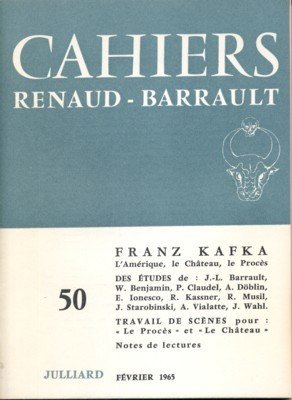 CAHIERS
RENAUD - BARRAULT
50
FRANZ KAFKA
L'Amérique, le Château, le Procès
DES ÉTUDES de : J.-L. Barrault,
W. Benjamin, P. Claudel, A. Döblin,
E. Ionesco, R. Kassner, R. Musil,
J. Starobinski, A. Vialatte, J. Wahl.
TRAVAIL DE SCÈNES pour :
« Le Procès » et « Le Château »
Notes de lectures
JULLIARD FÉVRIER 1965